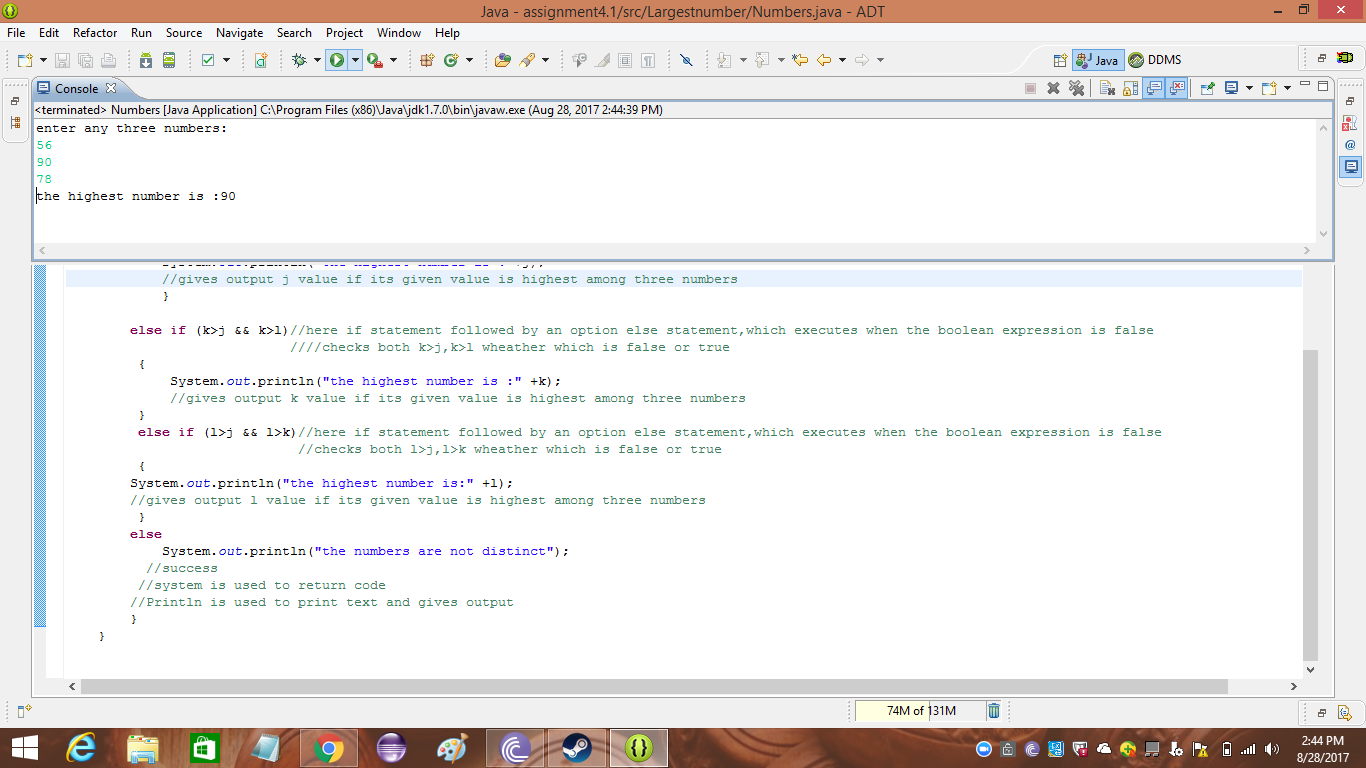 Java - assignment4.1/src/Largestnumber/Numbers.java - ADT
File Edit Refactor Run Source Navigate Search Project Window Help
Java DDMS
Console
<terminated> Numbers [Java Application] C:\Program Files (x86)\Java\jdk1.7.0\bin\javaw.exe (Aug 28, 2017 2:44:39 PM)
enter any three numbers:
56
90
78
the highest number is :90
//gives output j value if its given value is highest among three numbers
}
else if (k>j && k>l)//here if statement followed by an option else statement,which executes when the boolean expression is false
////checks both k>j,k>l wheather which is false or true
{
System.out.println("the highest number is :" +k);
//gives output k value if its given value is highest among three numbers
}
else if (l>j && l>k)//here if statement followed by an option else statement,which executes when the boolean expression is false
//checks both l>j,l>k wheather which is false or true
{
System.out.println("the highest number is:" +l);
//gives output l value if its given value is highest among three numbers
}
else
System.out.println("the numbers are not distinct");
//success
//system is used to return code
//Println is used to print text and gives output
}
}
74M of 131M
2:44 PM
8/28/2017